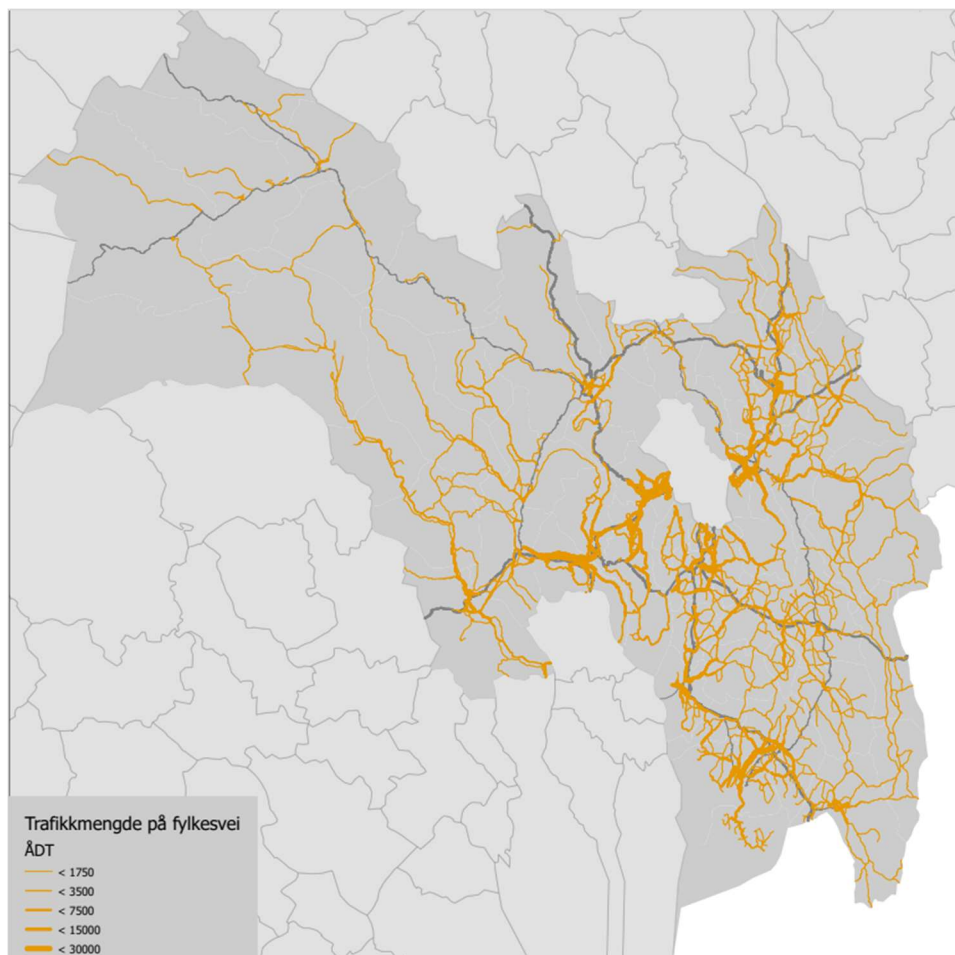 Trafikkmengde på fylkesvei
ÅDT
< 1750
< 3500
< 7500
< 15000
< 30000